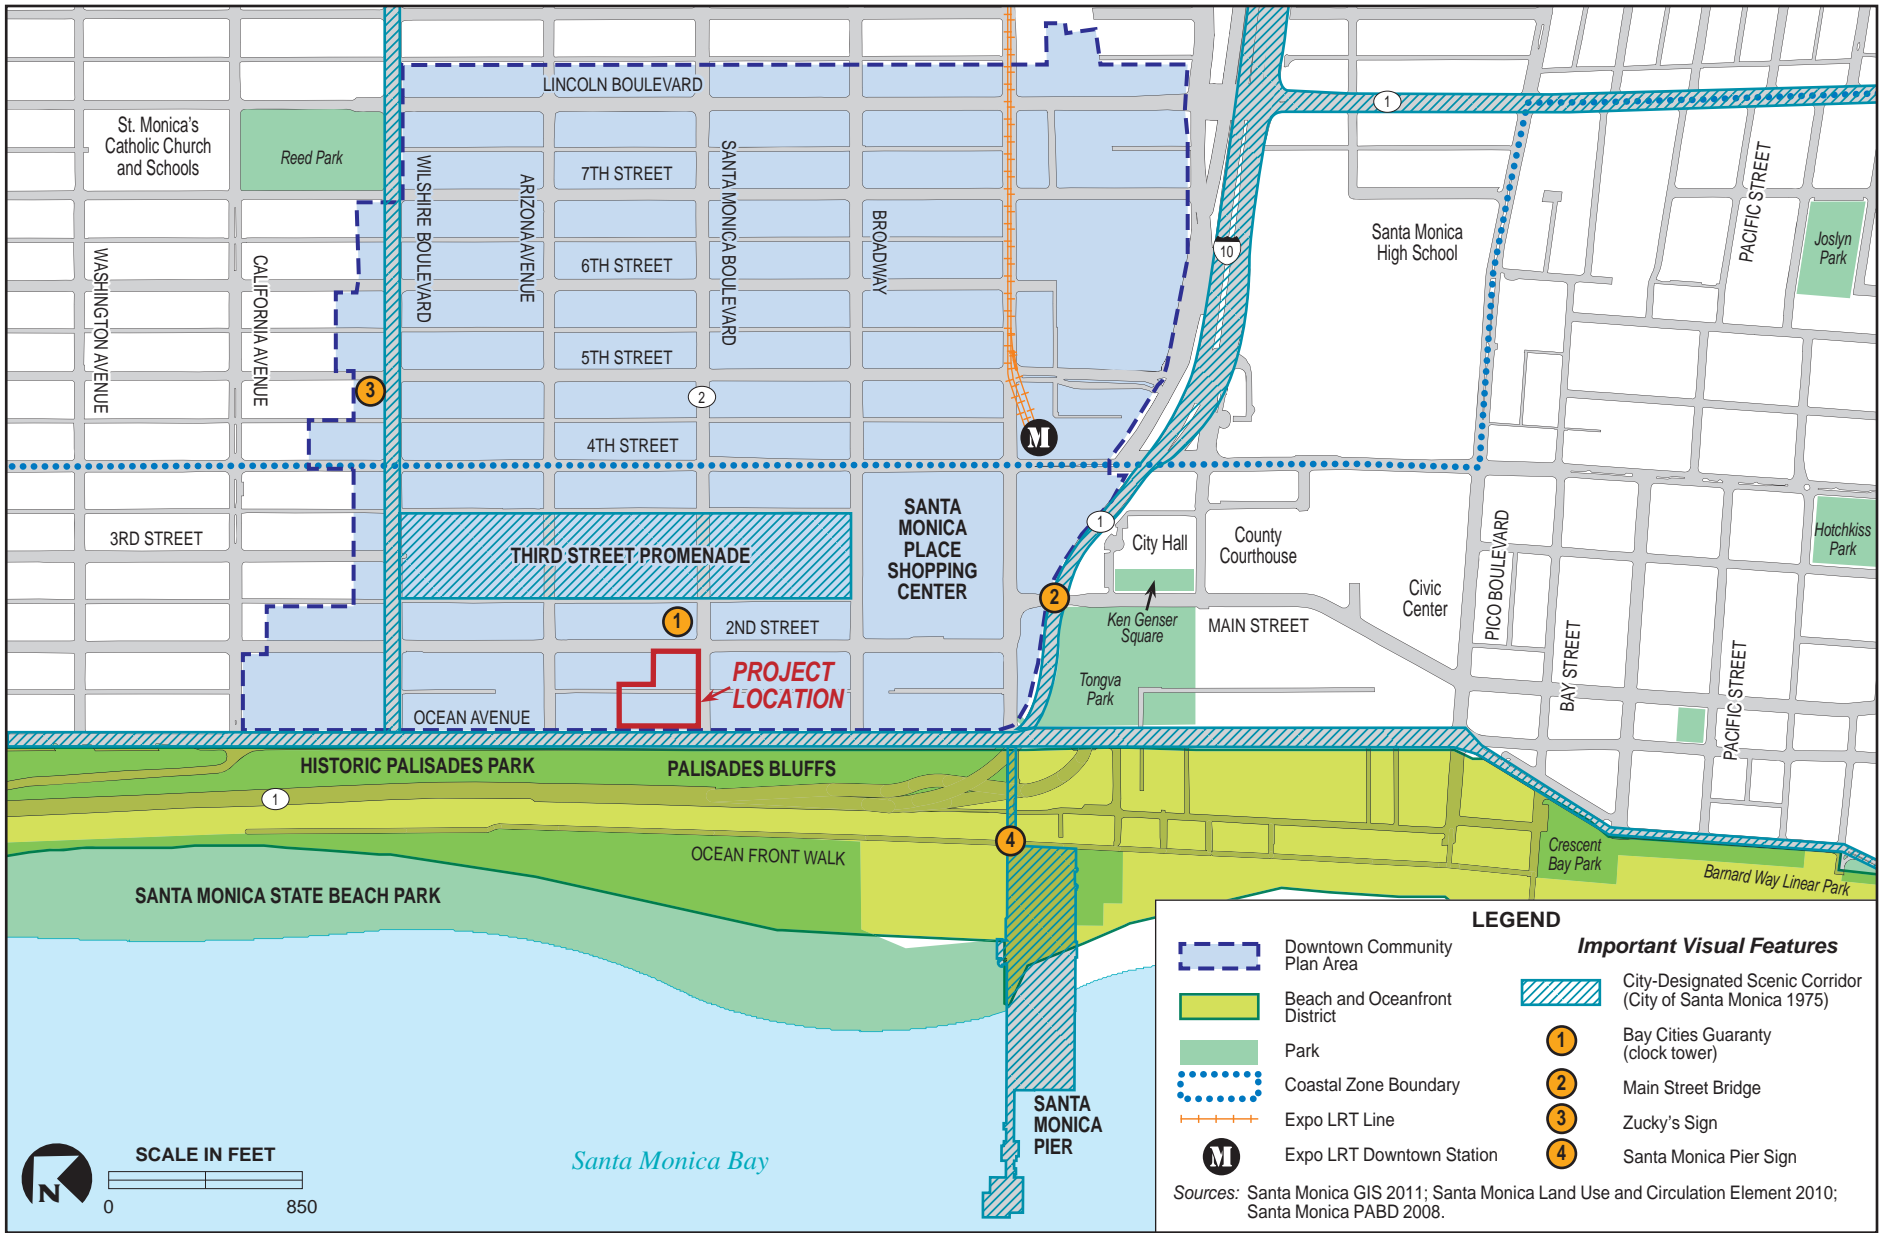 LINCOLN BOULEVARD
1
St. Monica's
Catholic Church
and Schools
Reed Park
7TH STREET
WILSHIRE BOULEVARD
ARIZONA AVENUE
SANTA MONICA BOULEVARD
BROADWAY
PACIFIC STREET
Santa Monica
High School
Joslyn
Park
10
WASHINGTON AVENUE
CALIFORNIA AVENUE
6TH STREET
5TH STREET
3
2
4TH STREET
M
3RD STREET
THIRD STREET PROMENADE
SANTA
MONICA
PLACE
SHOPPING
CENTER
1
City Hall
County
Courthouse
PICO BOULEVARD
Hotchkiss
Park
Civic
Center
2
1
2ND STREET
Ken Genser
Square
MAIN STREET
BAY STREET
PACIFIC STREET
PROJECT
LOCATION
Tongva
Park
OCEAN AVENUE
HISTORIC PALISADES PARK
PALISADES BLUFFS
1
4
OCEAN FRONT WALK
Crescent
Bay Park
Barnard Way Linear Park
SANTA MONICA STATE BEACH PARK
SANTA
MONICA
PIER
Santa Monica Bay
N
SCALE IN FEET
0 850
LEGEND
Downtown Community
Plan Area
Beach and Oceanfront
District
Park
Coastal Zone Boundary
Expo LRT Line
M Expo LRT Downtown Station
Important Visual Features
City-Designated Scenic Corridor
(City of Santa Monica 1975)
1 Bay Cities Guaranty
(clock tower)
2 Main Street Bridge
3 Zucky's Sign
4 Santa Monica Pier Sign
Sources: Santa Monica GIS 2011; Santa Monica Land Use and Circulation Element 2010;
Santa Monica PABD 2008.